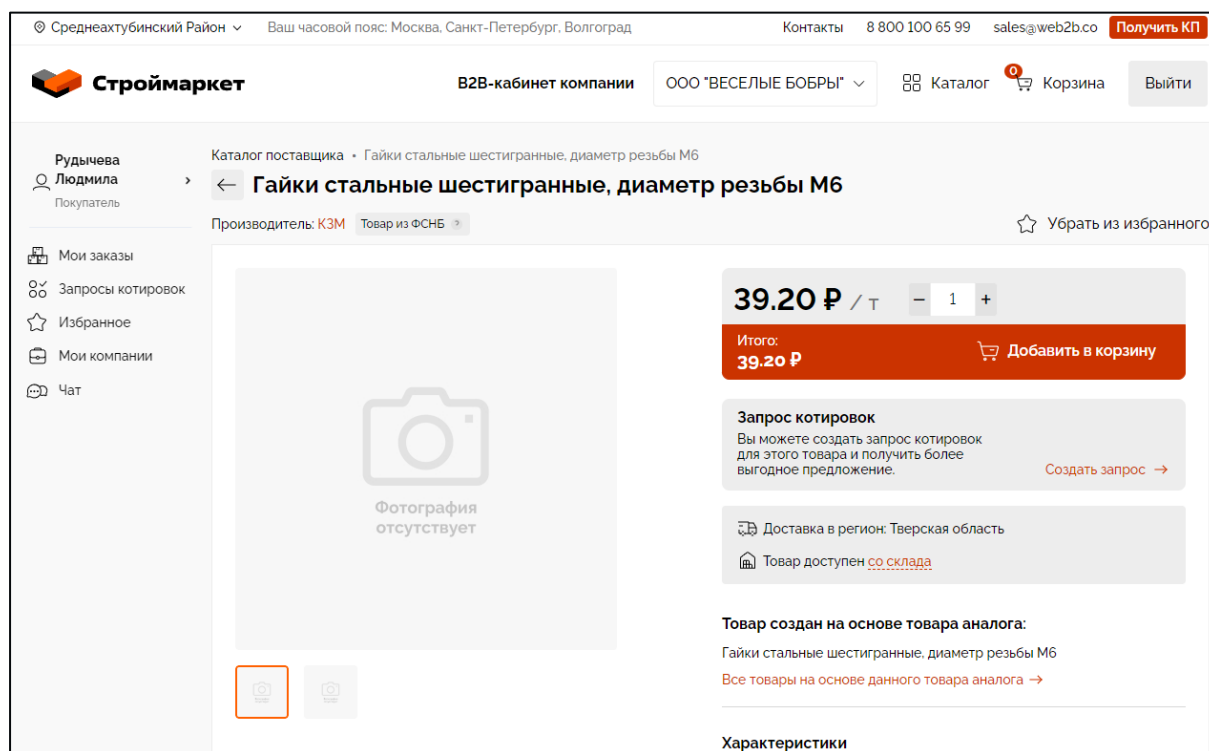 Среднеахтубинский Район
Ваш часовой пояс: Москва, Санкт-Петербург, Волгоград
Контакты
8 800 100 65 99
sales@web2b.co
Получить КП
Строймаркет
B2B-кабинет компании
ООО "ВЕСЕЛЫЕ БОБРЫ"
Каталог
0
Корзина
Выйти
Рудычева
Людмила
Покупатель
Мои заказы
Запросы котировок
Избранное
Мои компании
Чат
Каталог поставщика • Гайки стальные шестигранные, диаметр резьбы М6
← Гайки стальные шестигранные, диаметр резьбы М6
Производитель: КЗМ
Товар из ФСНБ ?
Убрать из избранного
Фотография
отсутствует
39.20 ₽ / т
– 1 +
Итого:
39.20 ₽
Добавить в корзину
Запрос котировок
Вы можете создать запрос котировок
для этого товара и получить более
выгодное предложение.
Создать запрос →
Доставка в регион: Тверская область
Товар доступен со склада
Товар создан на основе товара аналога:
Гайки стальные шестигранные, диаметр резьбы М6
Все товары на основе данного товара аналога →
Характеристики